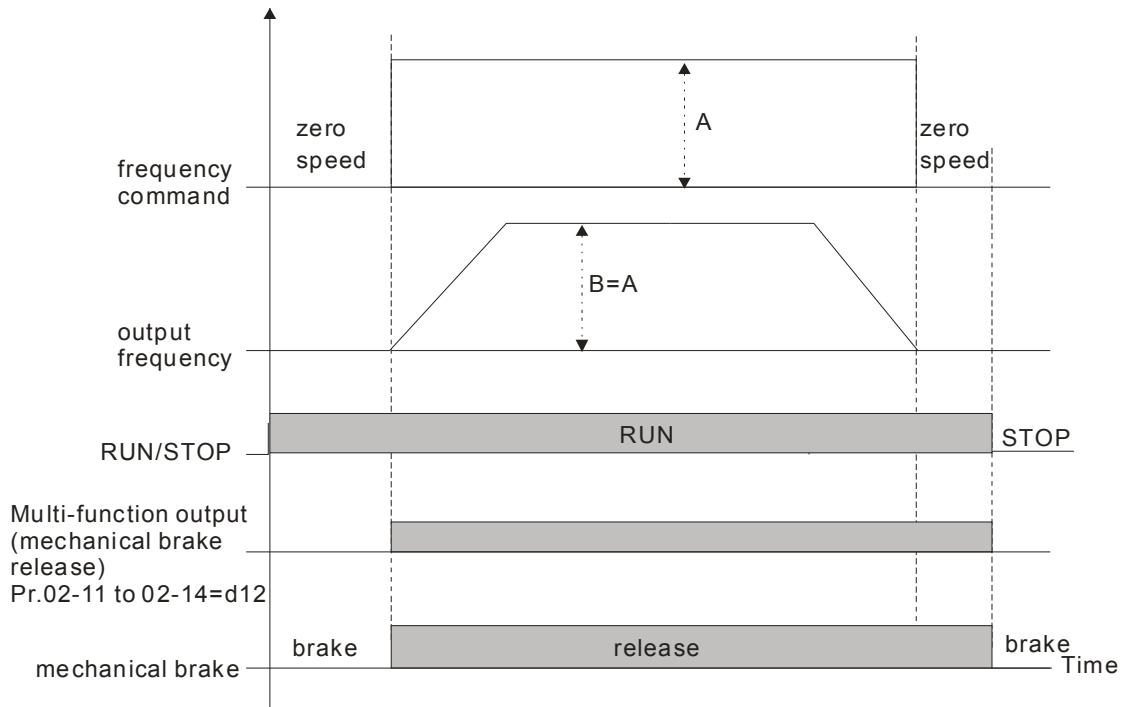 A
zero
speed
zero
speed
frequency
command
B=A
output
frequency
RUN
STOP
RUN/STOP
Multi-function output
(mechanical brake
release)
Pr.02-11 to 02-14=d12
brake
release
brake
Time
mechanical brake